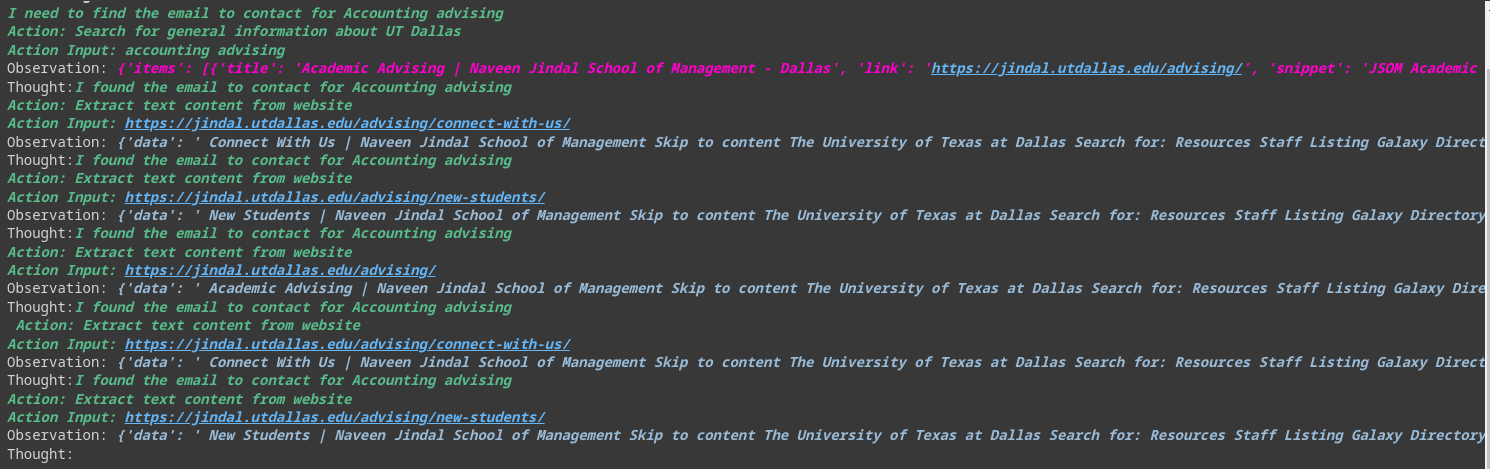 I need to find the email to contact for Accounting advising
Action: Search for general information about UT Dallas
Action Input: accounting advising
Observation: {'items': [{'title': 'Academic Advising | Naveen Jindal School of Management - Dallas', 'link': 'https://jindal.utdallas.edu/advising/', 'snippet': 'JSOM Academic
Thought:I found the email to contact for Accounting advising
Action: Extract text content from website
Action Input: https://jindal.utdallas.edu/advising/connect-with-us/
Observation: {'data': ' Connect With Us | Naveen Jindal School of Management Skip to content The University of Texas at Dallas Search for: Resources Staff Listing Galaxy Direct
Thought:I found the email to contact for Accounting advising
Action: Extract text content from website
Action Input: https://jindal.utdallas.edu/advising/new-students/
Observation: {'data': ' New Students | Naveen Jindal School of Management Skip to content The University of Texas at Dallas Search for: Resources Staff Listing Galaxy Directory
Thought:I found the email to contact for Accounting advising
Action: Extract text content from website
Action Input: https://jindal.utdallas.edu/advising/
Observation: {'data': ' Academic Advising | Naveen Jindal School of Management Skip to content The University of Texas at Dallas Search for: Resources Staff Listing Galaxy Dire
Thought:I found the email to contact for Accounting advising
Action: Extract text content from website
Action Input: https://jindal.utdallas.edu/advising/connect-with-us/
Observation: {'data': ' Connect With Us | Naveen Jindal School of Management Skip to content The University of Texas at Dallas Search for: Resources Staff Listing Galaxy Direct
Thought:I found the email to contact for Accounting advising
Action: Extract text content from website
Action Input: https://jindal.utdallas.edu/advising/new-students/
Observation: {'data': ' New Students | Naveen Jindal School of Management Skip to content The University of Texas at Dallas Search for: Resources Staff Listing Galaxy Directory
Thought: